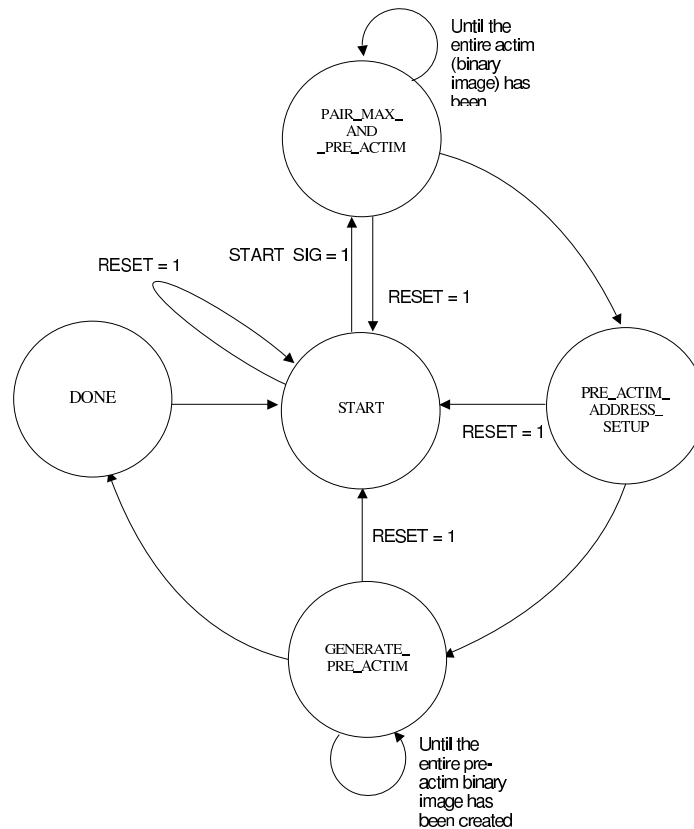 Until the
entire actim
(binary
image) has
been
PAIR_MAX_
AND
_PRE_ACTIM
START SIG = 1
RESET = 1
RESET = 1
DONE
START
PRE_ACTIM_
ADDRESS_
SETUP
RESET = 1
RESET = 1
GENERATE_
PRE_ACTIM
Until the
entire pre-
actim binary
image has
been created